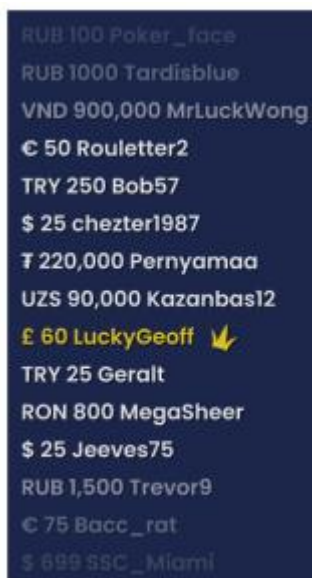 RUB 100 Poker_face
RUB 1000 Tardisblue
VND 900,000 MrLuckWong
€ 50 Rouletter2
TRY 250 Bob57
$ 25 chezter1987
₮ 220,000 Pernyamaa
UZS 90,000 Kazanbas12
£ 60 LuckyGeoff
TRY 25 Geralt
RON 800 MegaSheer
$ 25 Jeeves75
RUB 1,500 Trevor9
€ 75 Bacc_rat
$ 699 SSC_Miami